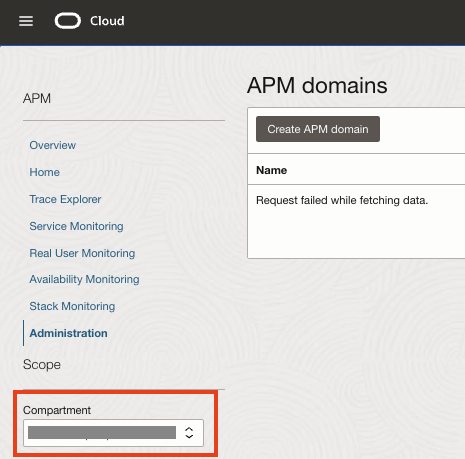 Cloud
APM
Overview
Home
Trace Explorer
Service Monitoring
Real User Monitoring
Availability Monitoring
Stack Monitoring
Administration
Scope
Compartment
APM domains
Create APM domain
Name
Request failed while fetching data.